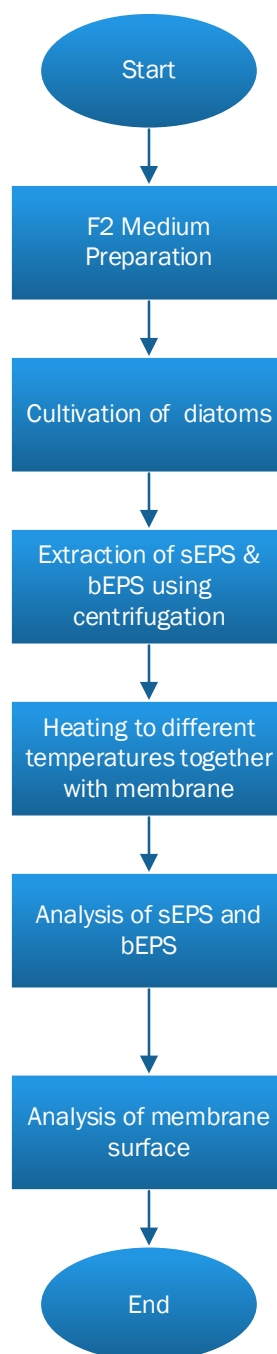 Start
F2 Medium
Preparation
Cultivation of  diatoms
Extraction of sEPS &
bEPS using
centrifugation
Heating to different
temperatures together
with membrane
Analysis of sEPS and
bEPS
Analysis of membrane
surface
End